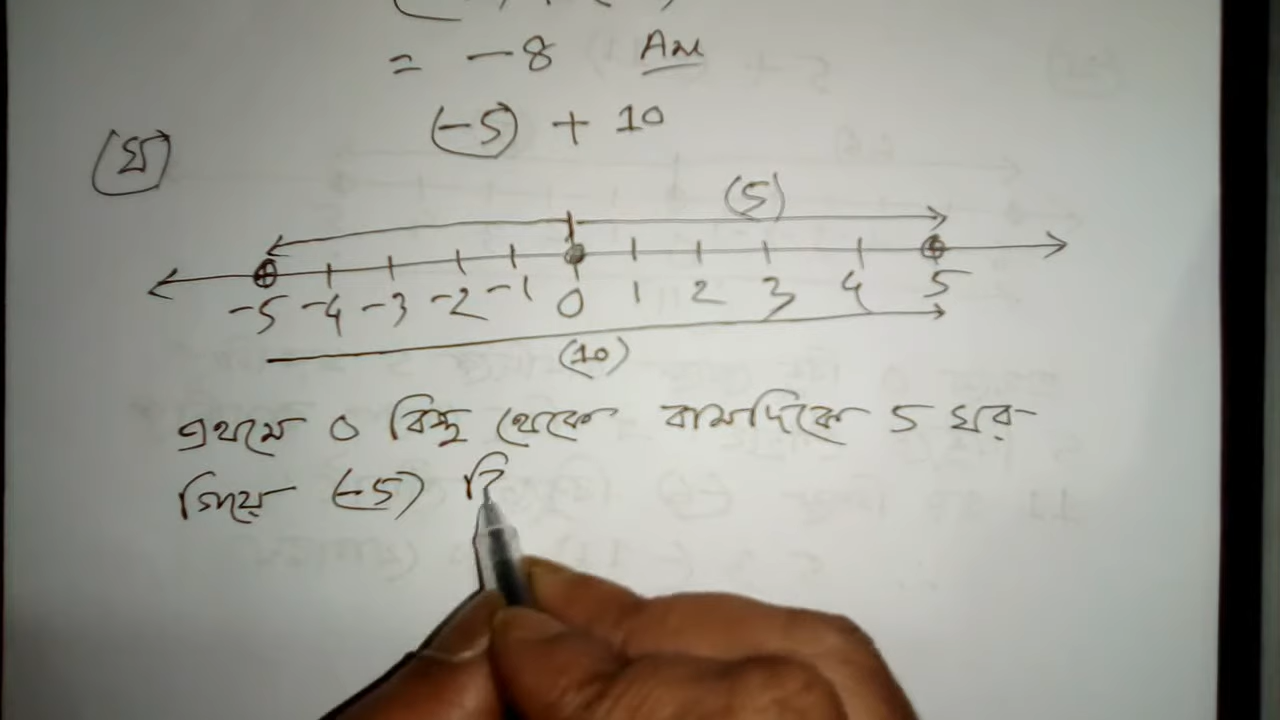 = -8 Ans
(ঘ) (-5) + 10
(5)
-5 -4 -3 -2 -1 0 1 2 3 4 5
(10)
প্রথমে 0 বিন্দু থেকে বামদিকে 5 ঘর
গিয়ে (-5) বি